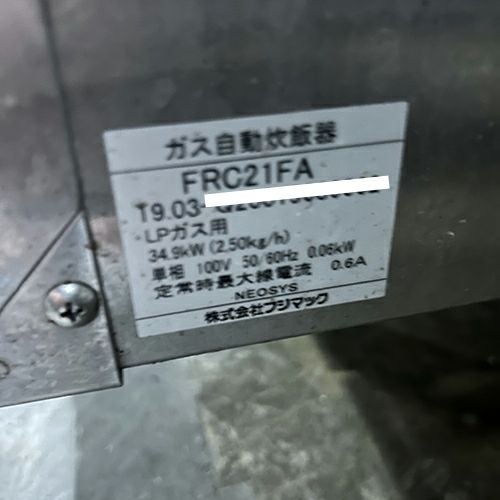 ガス自動炊飯器
FRC21FA
19.03-
LPガス用
34.9kW (2.50kg/h)
単相 100V 50/60Hz 0.06kW
定常時最大線電流 0.6A
NEOSYS
株式会社フジマック